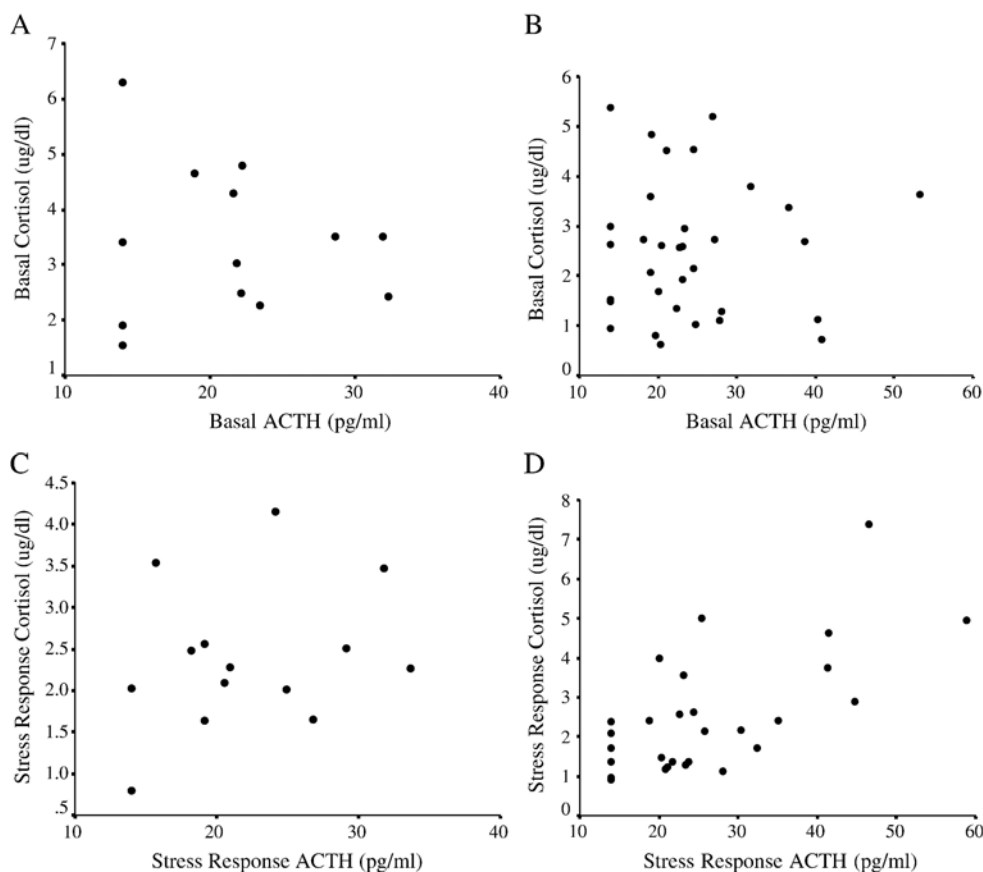 A
7
6
5
4
3
2
1
Basal Cortisol (ug/dl)
10 20 30 40
Basal ACTH (pg/ml)
B
6
5
4
3
2
1
0
Basal Cortisol (ug/dl)
10 20 30 40 50 60
Basal ACTH (pg/ml)
C
4.5
4.0
3.5
3.0
2.5
2.0
1.5
1.0
.5
Stress Response Cortisol (ug/dl)
10 20 30 40
Stress Response ACTH (pg/ml)
D
8
7
6
5
4
3
2
1
0
Stress Response Cortisol (ug/dl)
10 20 30 40 50 60
Stress Response ACTH (pg/ml)